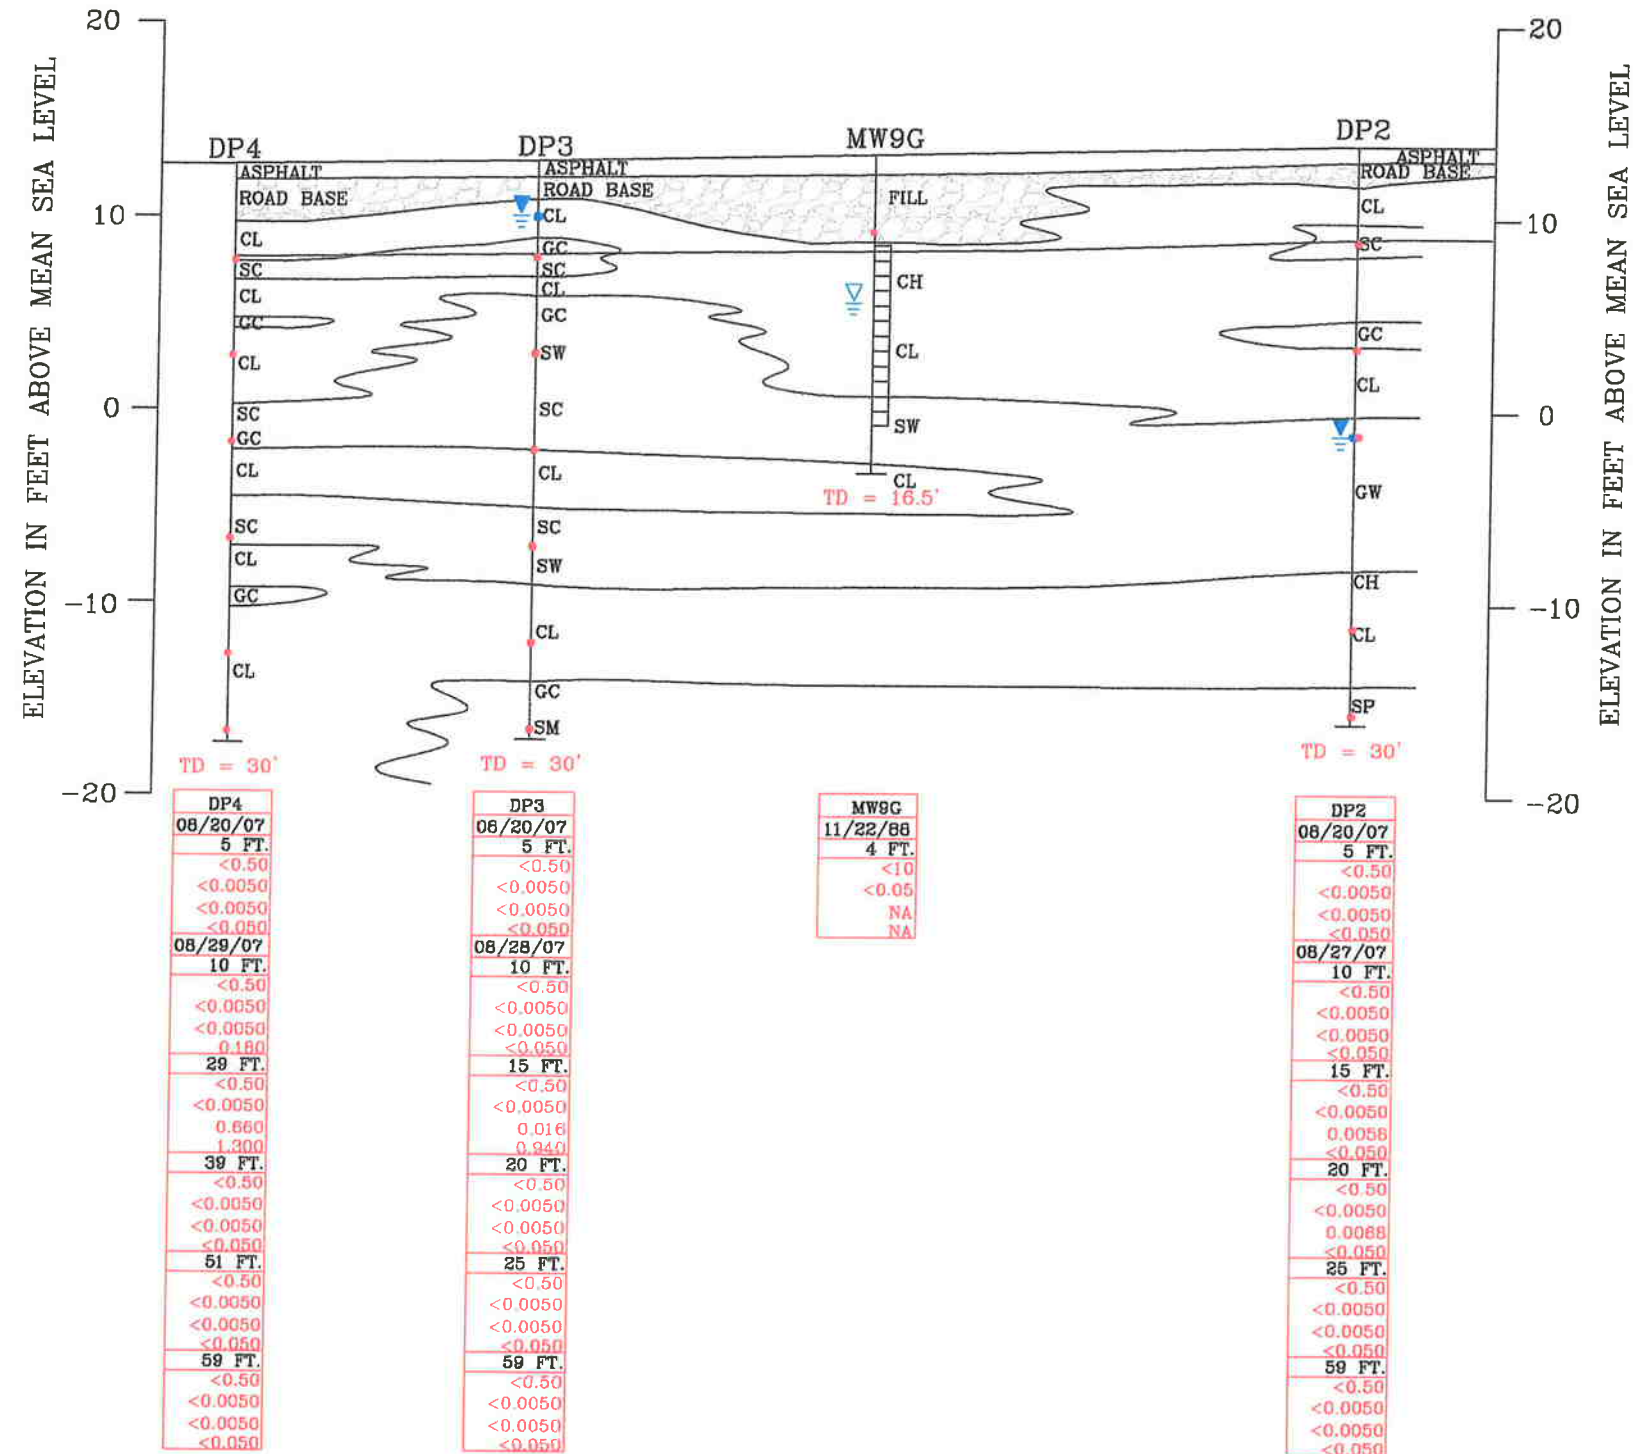 20
20
ELEVATION IN FEET ABOVE MEAN SEA LEVEL
ELEVATION IN FEET ABOVE MEAN SEA LEVEL
10
10
0
0
-10
-10
-20
-20
DP4
ASPHALT
ROAD BASE
CL
SC
CL
GC
CL
SC
GC
CL
SC
CL
GC
CL
TD = 30'
DP3
ASPHALT
ROAD BASE
CL
GC
SC
CL
GC
SW
SC
CL
SC
SW
CL
GC
SM
TD = 30'
MW9G
FILL
CH
CL
SW
CL
TD = 16.5'
DP2
ASPHALT
ROAD BASE
CL
SC
GC
CL
GW
CH
CL
SP
TD = 30'
DP4
08/20/07
5 FT.
<0.50
<0.0050
<0.0050
<0.050
08/29/07
10 FT.
<0.50
<0.0050
<0.0050
0.180
29 FT.
<0.50
<0.0050
0.660
1.300
39 FT.
<0.50
<0.0050
<0.0050
<0.050
51 FT.
<0.50
<0.0050
<0.0050
<0.050
59 FT.
<0.50
<0.0050
<0.0050
<0.050
DP3
08/20/07
5 FT.
<0.50
<0.0050
<0.0050
<0.050
08/28/07
10 FT.
<0.50
<0.0050
<0.0050
<0.050
15 FT.
<0.50
<0.0050
0.016
0.940
20 FT.
<0.50
<0.0050
<0.0050
<0.050
25 FT.
<0.50
<0.0050
<0.0050
<0.050
59 FT.
<0.50
<0.0050
<0.0050
<0.050
MW9G
11/22/88
4 FT.
<10
<0.05
NA
NA
DP2
08/20/07
5 FT.
<0.50
<0.0050
<0.0050
<0.050
08/27/07
10 FT.
<0.50
<0.0050
<0.0050
<0.050
15 FT.
<0.50
<0.0050
0.0058
<0.050
20 FT.
<0.50
<0.0050
0.0068
<0.050
25 FT.
<0.50
<0.0050
<0.0050
<0.050
59 FT.
<0.50
<0.0050
<0.0050
<0.050